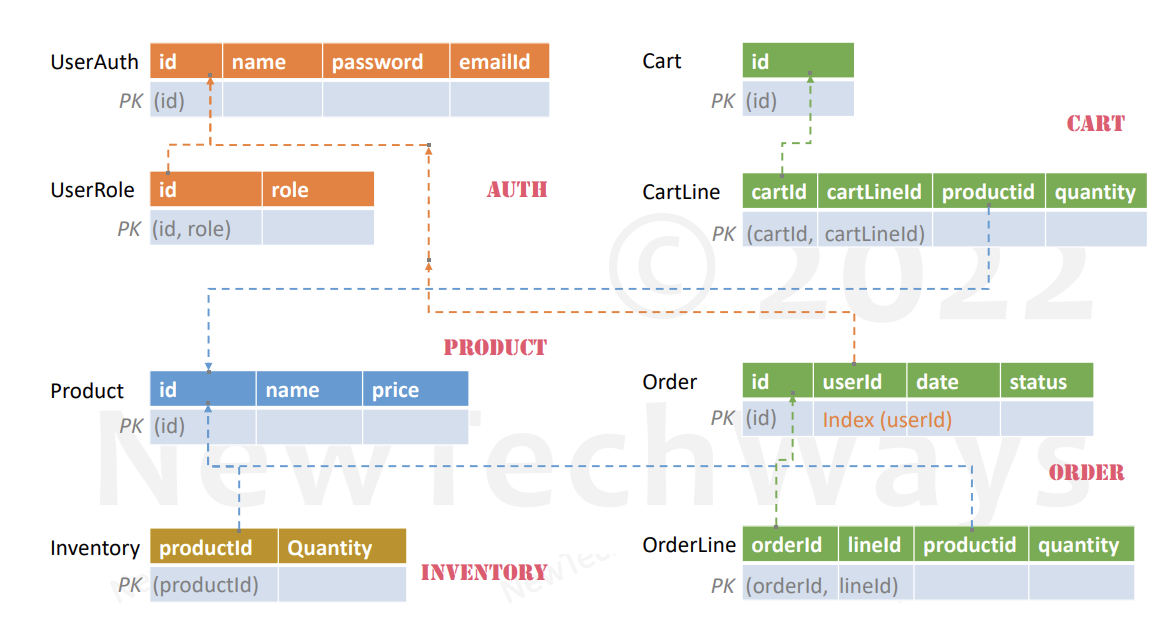 UserAuth id name password emailId
PK (id)
Cart id
PK (id)
CART
UserRole id role
PK (id, role)
AUTH
CartLine cartId cartLineId productid quantity
PK (cartId, cartLineId)
© 2022
PRODUCT
Product id name price
PK (id)
Order id userId date status
PK (id) Index (userId)
NewTechWays
ORDER
Inventory productId Quantity
PK (productId)
INVENTORY
OrderLine orderId lineId productid quantity
PK (orderId, lineId)